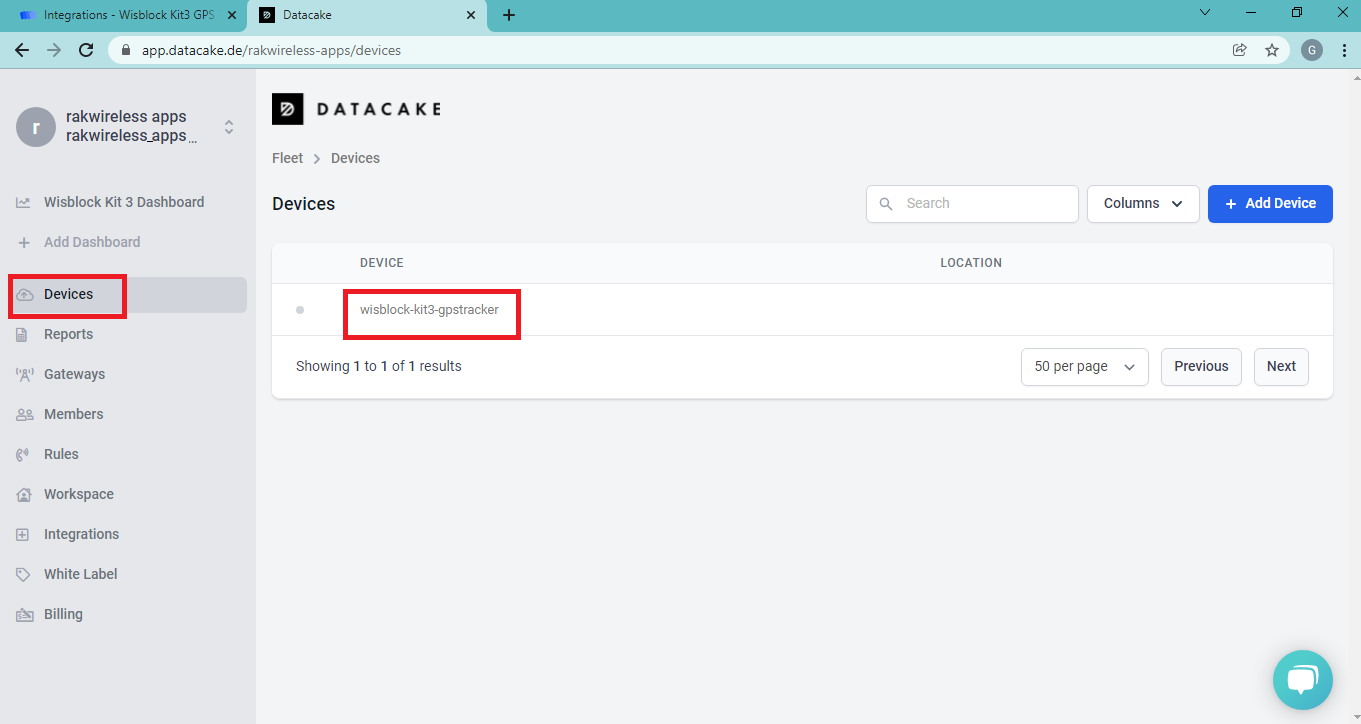 Integrations - Wisblock Kit3 GPS
Datacake
app.datacake.de/rakwireless-apps/devices
G
r
rakwireless apps
rakwireless_apps_...
Wisblock Kit 3 Dashboard
Add Dashboard
Devices
Reports
Gateways
Members
Rules
Workspace
Integrations
White Label
Billing
DATACAKE
Fleet > Devices
Devices
Search
Columns
+ Add Device
DEVICE LOCATION
wisblock-kit3-gpstracker
Showing 1 to 1 of 1 results
50 per page
Previous
Next